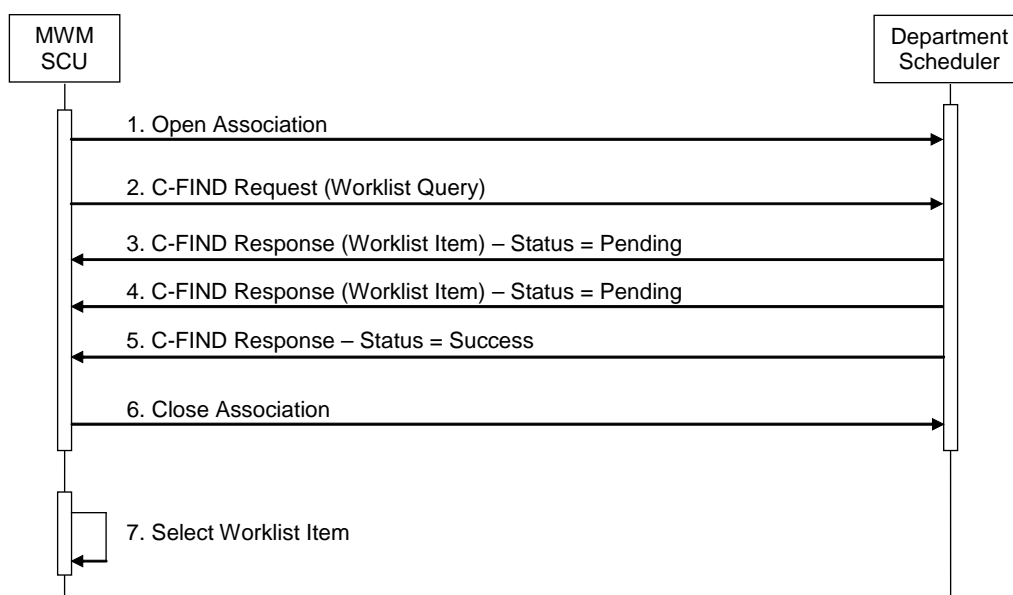 MWM
SCU
Department
Scheduler
1. Open Association
2. C-FIND Request (Worklist Query)
3. C-FIND Response (Worklist Item) – Status = Pending
4. C-FIND Response (Worklist Item) – Status = Pending
5. C-FIND Response – Status = Success
6. Close Association
7. Select Worklist Item